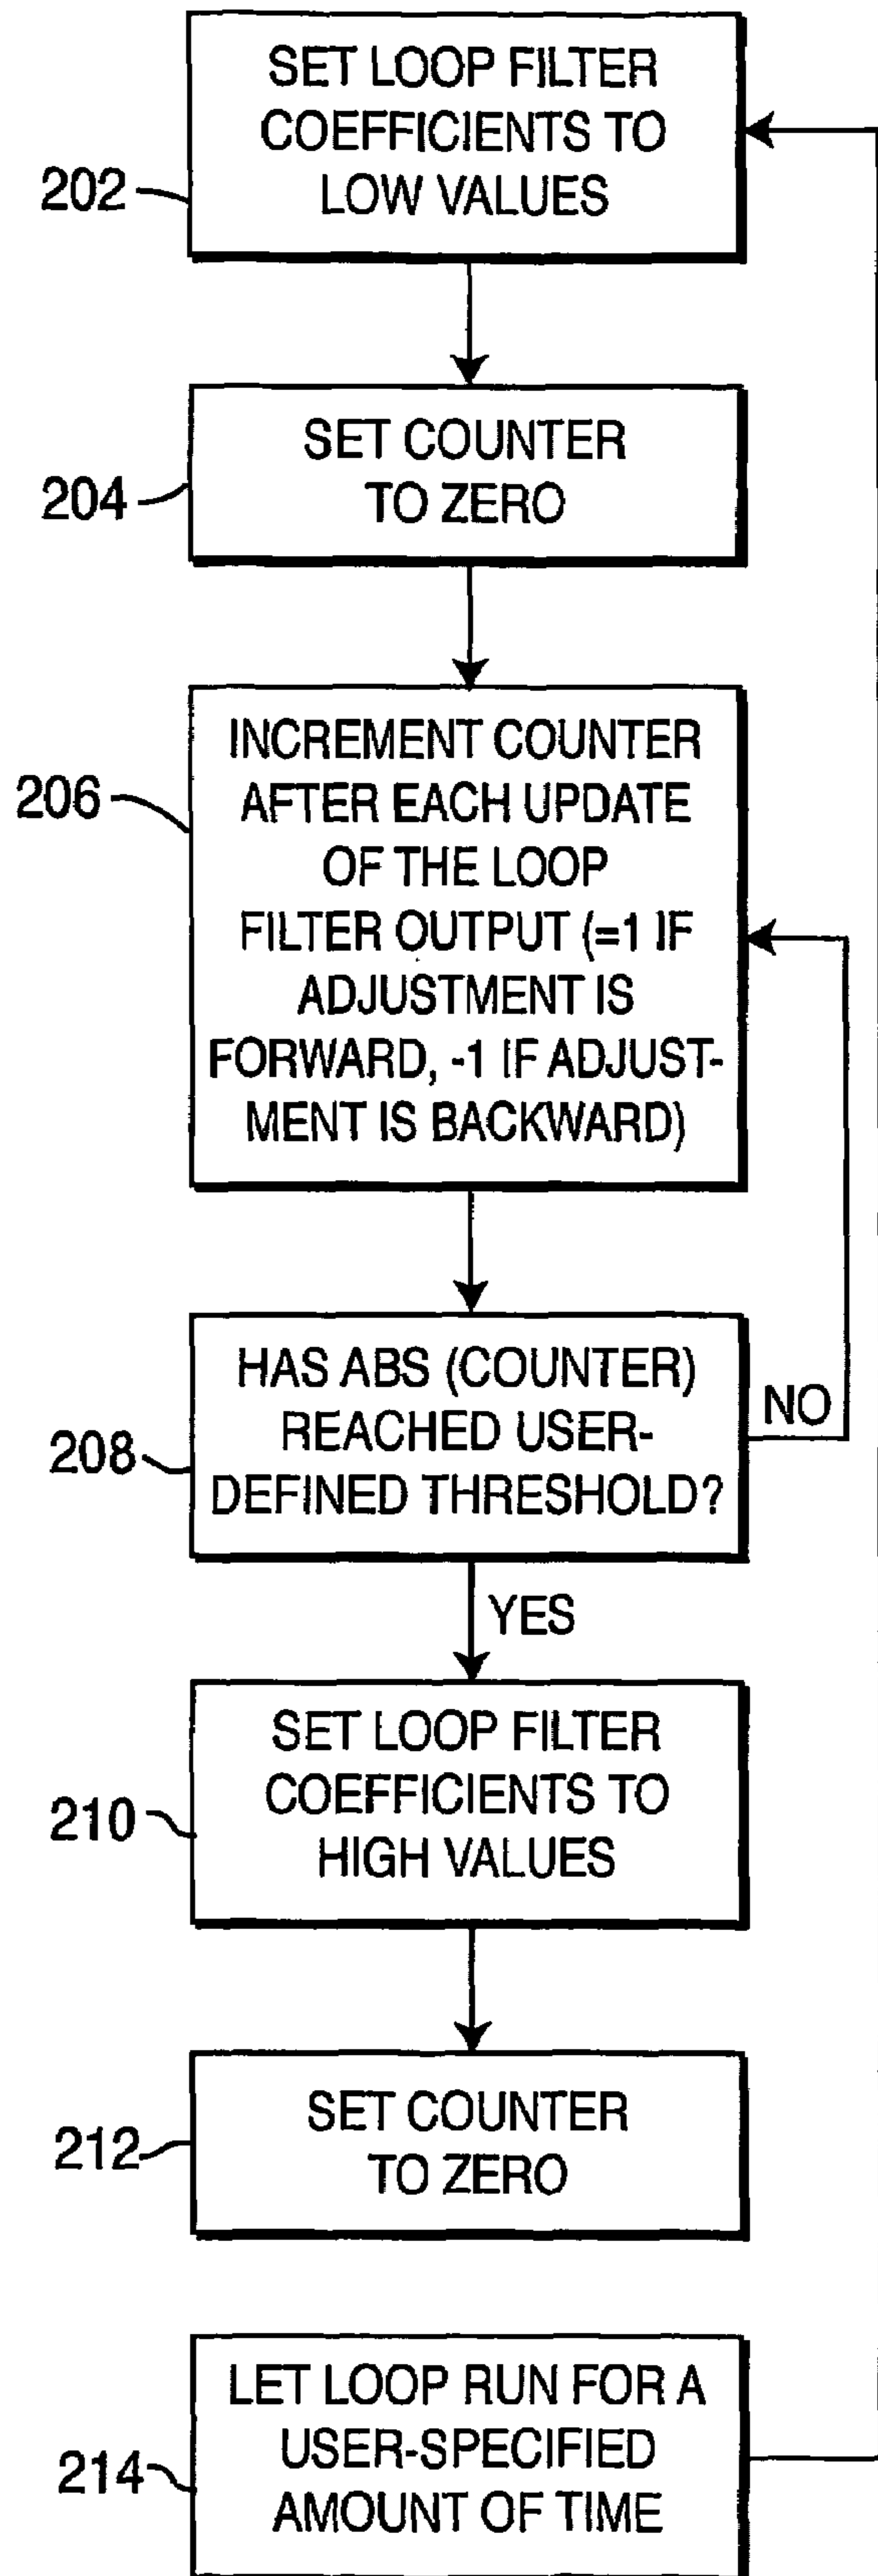 SET LOOP FILTER
COEFFICIENTS TO
LOW VALUES
202
SET COUNTER
TO ZERO
204
INCREMENT COUNTER
AFTER EACH UPDATE
OF THE LOOP
FILTER OUTPUT (=1 IF
ADJUSTMENT IS
FORWARD, -1 IF ADJUST-
MENT IS BACKWARD)
206
HAS ABS (COUNTER)
REACHED USER-
DEFINED THRESHOLD?
208
NO
YES
SET LOOP FILTER
COEFFICIENTS TO
HIGH VALUES
210
SET COUNTER
TO ZERO
212
LET LOOP RUN FOR A
USER-SPECIFIED
AMOUNT OF TIME
214